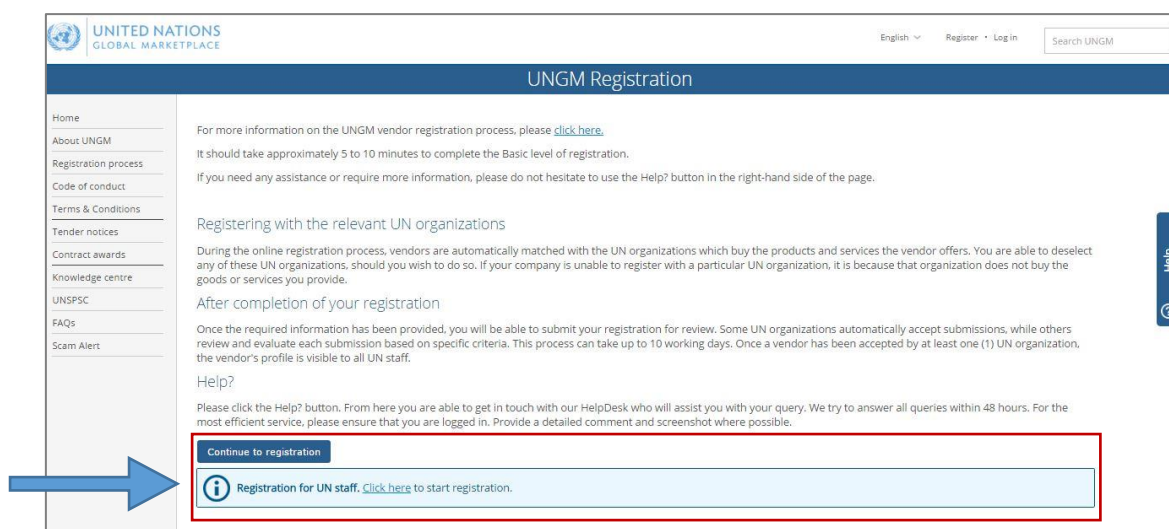 UNITED NATIONS
GLOBAL MARKETPLACE
English
Register • Log in
Search UNGM
UNGM Registration
Home
About UNGM
Registration process
Code of conduct
Terms & Conditions
Tender notices
Contract awards
Knowledge centre
UNSPSC
FAQs
Scam Alert
For more information on the UNGM vendor registration process, please click here.
It should take approximately 5 to 10 minutes to complete the Basic level of registration.
If you need any assistance or require more information, please do not hesitate to use the Help? button in the right-hand side of the page.
Registering with the relevant UN organizations
During the online registration process, vendors are automatically matched with the UN organizations which buy the products and services the vendor offers. You are able to deselect
any of these UN organizations, should you wish to do so. If your company is unable to register with a particular UN organization, it is because that organization does not buy the
goods or services you provide.
After completion of your registration
Once the required information has been provided, you will be able to submit your registration for review. Some UN organizations automatically accept submissions, while others
review and evaluate each submission based on specific criteria. This process can take up to 10 working days. Once a vendor has been accepted by at least one (1) UN organization,
the vendor's profile is visible to all UN staff.
Help?
Please click the Help? button. From here you are able to get in touch with our HelpDesk who will assist you with your query. We try to answer all queries within 48 hours. For the
most efficient service, please ensure that you are logged in. Provide a detailed comment and screenshot where possible.
Continue to registration
Registration for UN staff. Click here to start registration.
Help